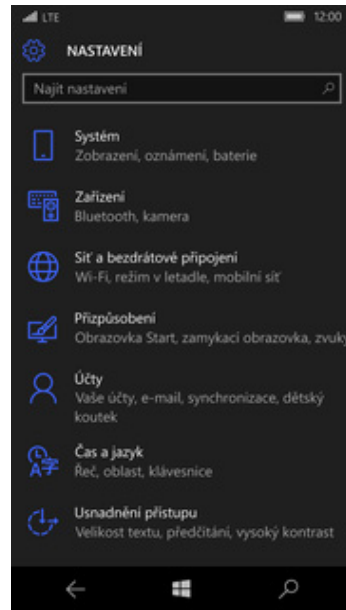 LTE 12:00
NASTAVENÍ
Najít nastavení
Systém
Zobrazení, oznámení, baterie
Zařízení
Bluetooth, kamera
Síť a bezdrátové připojení
Wi-Fi, režim v letadle, mobilní síť
Přizpůsobení
Obrazovka Start, zamykací obrazovka, zvuky
Účty
Vaše účty, e-mail, synchronizace, dětský
koutek
Čas a jazyk
Řeč, oblast, klávesnice
Usnadnění přístupu
Velikost textu, předčítání, vysoký kontrast